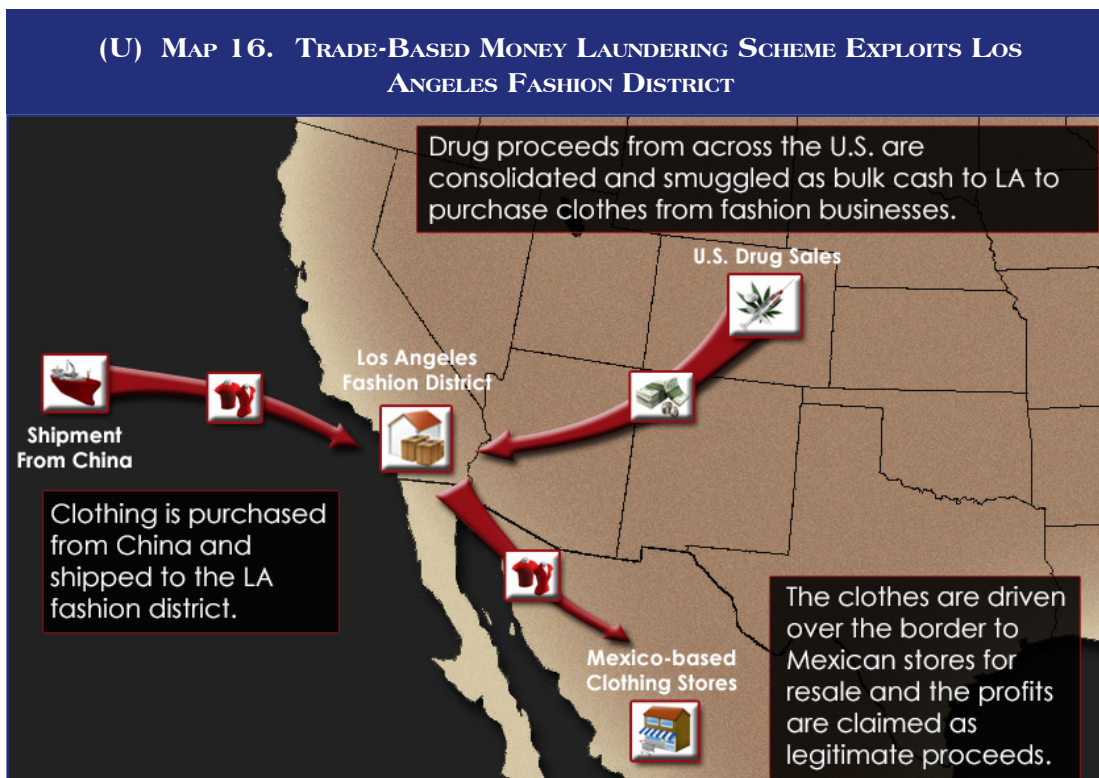 (U) Map 16. Trade-Based Money Laundering Scheme Exploits Los
Angeles Fashion District
Drug proceeds from across the U.S. are
consolidated and smuggled as bulk cash to LA to
purchase clothes from fashion businesses.
U.S. Drug Sales
Los Angeles
Fashion District
Shipment
From China
Clothing is purchased
from China and
shipped to the LA
fashion district.
Mexico-based
Clothing Stores
The clothes are driven
over the border to
Mexican stores for
resale and the profits
are claimed as
legitimate proceeds.